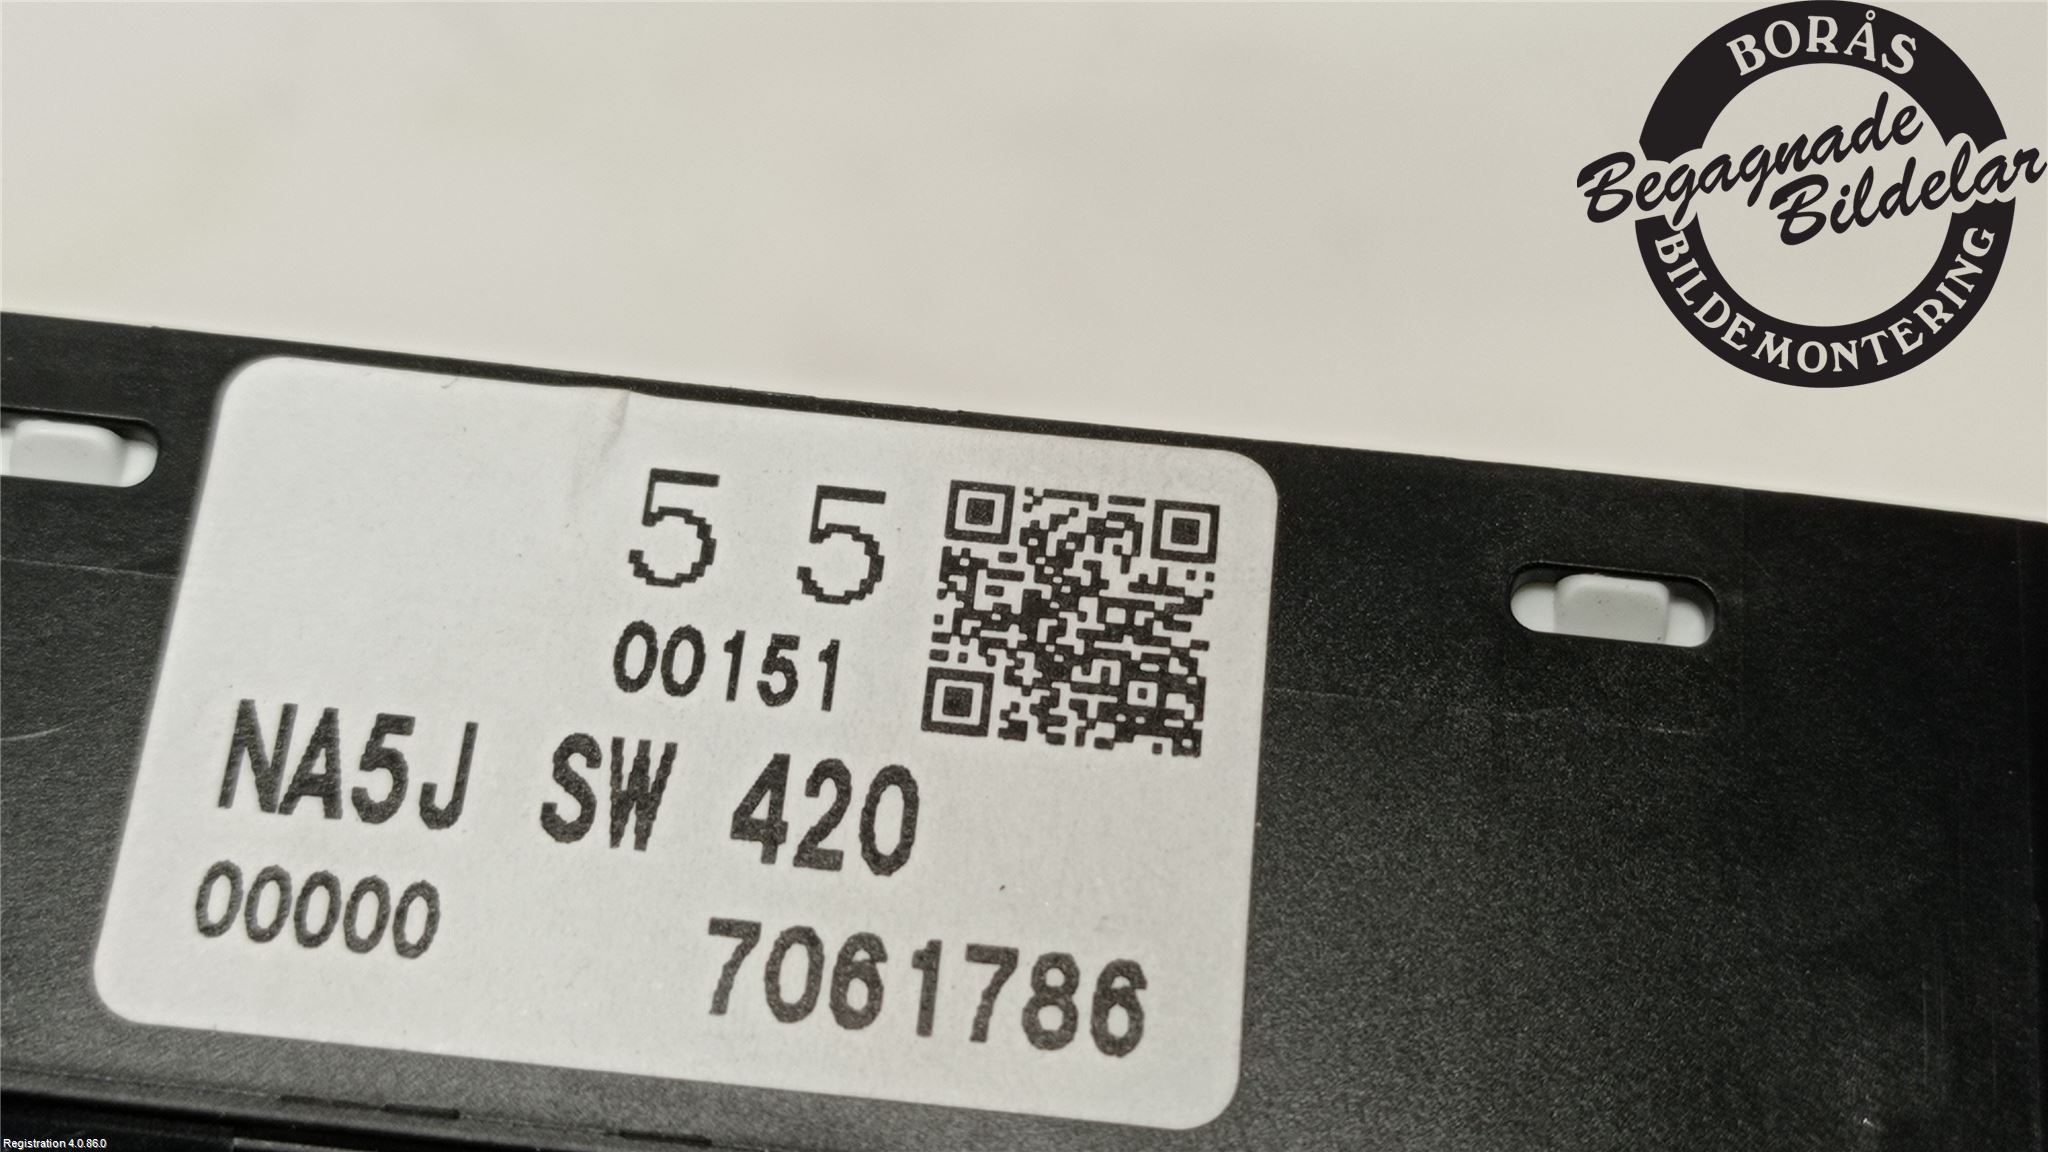 BORÅS
Begagnade
Bildelar
BILDEMONTERING
5 5
00151
NA5J SW 420
00000 7061786
Registration 4.0.86.0